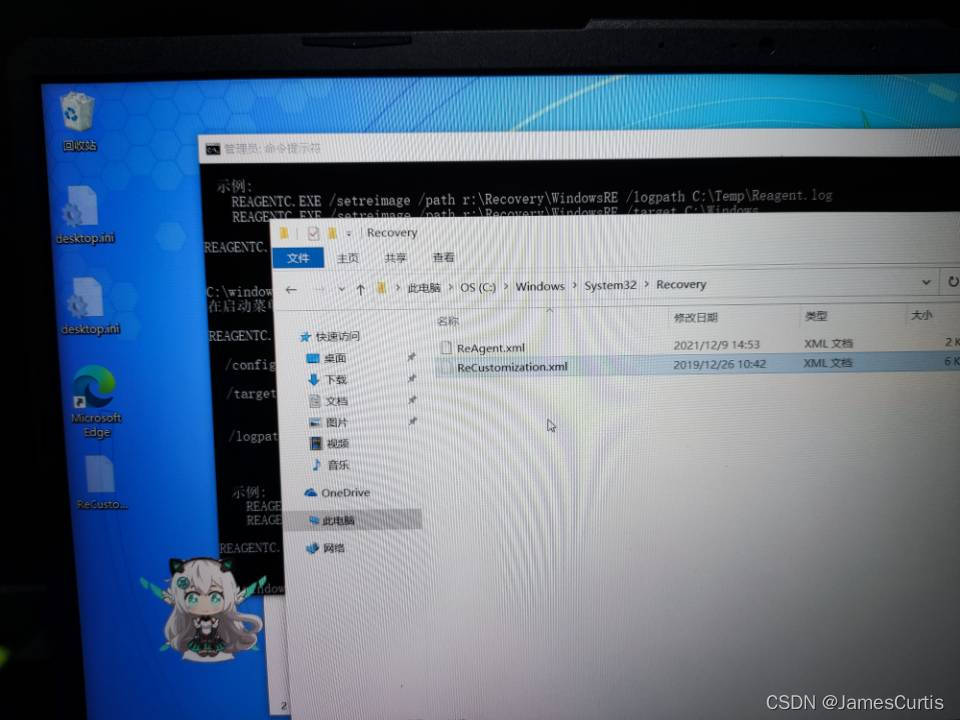 回收站
desktop.ini
desktop.ini
Microsoft
Edge
ReCusto...
管理员: 命令提示符
示例:
REAGENTC.EXE /setreimage /path r:\Recovery\WindowsRE /logpath C:\Temp\Reagent.log
REAGENTC.EXE /setreimage /path r:\Recovery\WindowsRE /target C:\Windows
REAGENTC.
C:\window
在启动菜
REAGENTC.
/config
/target
/logpat
示例:
REAGE
REAGE
REAGENTC.
Recovery
文件 主页 共享 查看
此电脑 > OS (C:) > Windows > System32 > Recovery
名称 修改日期 类型 大小
ReAgent.xml 2021/12/9 14:53 XML 文档 2 K
ReCustomization.xml 2019/12/26 10:42 XML 文档 6 K
快速访问
桌面
下载
文档
图片
视频
音乐
OneDrive
此电脑
网络
2
CSDN @JamesCurtis